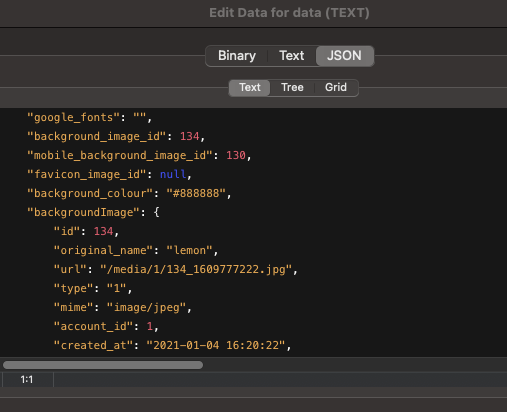 Edit Data for data (TEXT)
Binary Text JSON
Text Tree Grid
"google_fonts": "",
"background_image_id": 134,
"mobile_background_image_id": 130,
"favicon_image_id": null,
"background_colour": "#888888",
"backgroundImage": {
"id": 134,
"original_name": "lemon",
"url": "/media/1/134_1609777222.jpg",
"type": "1",
"mime": "image/jpeg",
"account_id": 1,
"created_at": "2021-01-04 16:20:22",
1:1